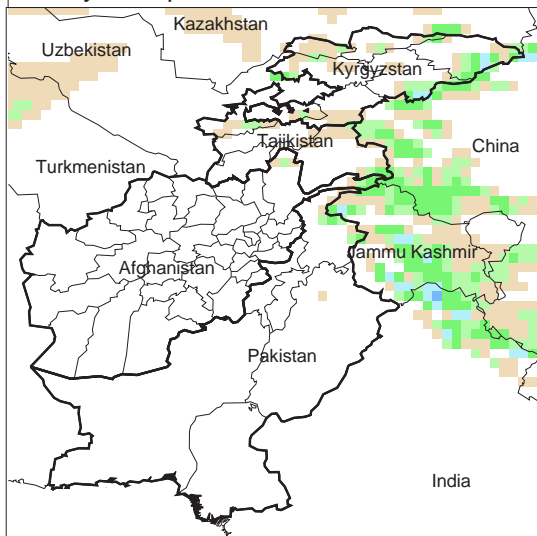 Kazakhstan
Uzbekistan
Kyrgyzstan
Tajikistan
China
Turkmenistan
Jammu Kashmir
Afghanistan
Pakistan
India